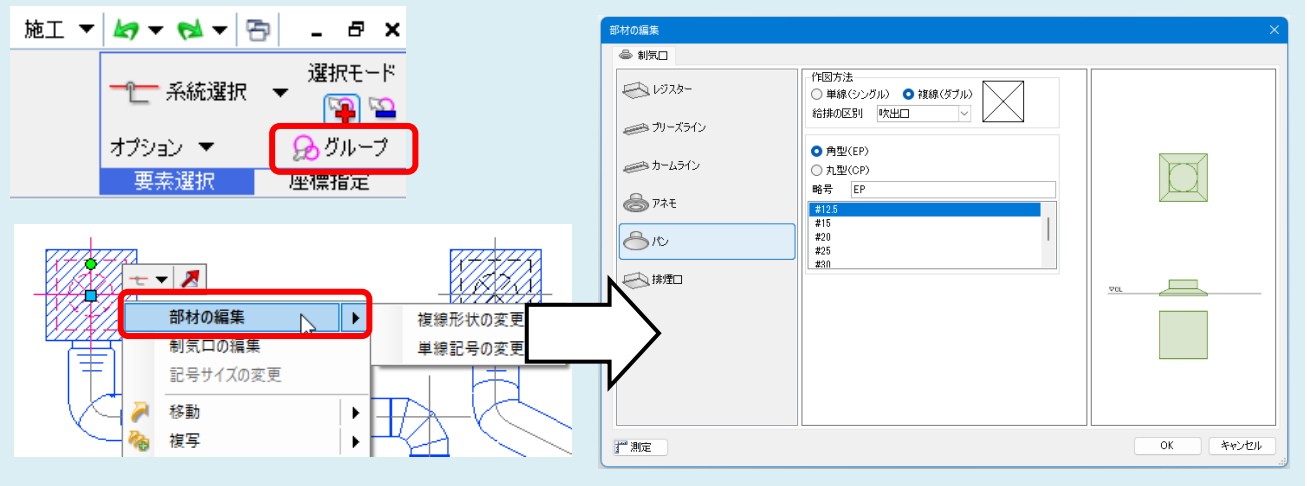 施工
系統選択
選択モード
オプション
グループ
要素選択
座標指定
部材の編集
制気口の編集
記号サイズの変更
移動
複写
複線形状の変更
単線記号の変更
部材の編集
制気口
レジスター
ブリーズライン
カームライン
アネモ
パン
排煙口
作図方法
単線(シングル) 複線(ダブル)
給排の区別 吹出口
角型(EP)
丸型(CP)
略号 EP
#12.5
#15
#20
#25
#30
▽CL
測定
OK キャンセル